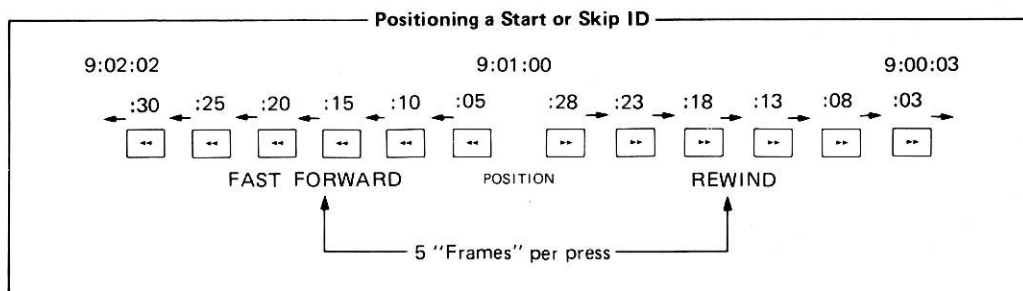 Positioning a Start or Skip ID
9:02:02 9:01:00 9:00:03
:30 :25 :20 :15 :10 :05 :28 :23 :18 :13 :08 :03
FAST FORWARD POSITION REWIND
5 "Frames" per press